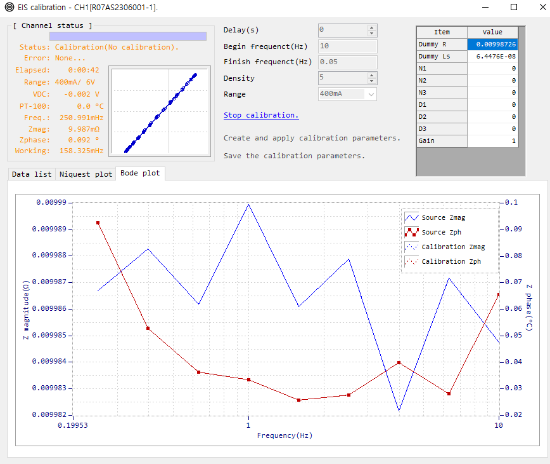 EIS calibration - CH1[R07AS2306001-1].
[ Channel status ]
Status: Calibration(No calibration).
Error: None...
Elapsed: 0:00:42
Range: 400mA/ 6V
VDC: -0.002 V
PT-100: 0.0 °C
Freq.: 250.991mHz
Zmag: 9.987mΩ
Zphase: 0.092 °
Working: 158.325mHz
Delay(s) 0
Begin frequenct(Hz) 10
Finish frequenct(Hz) 0.05
Density 5
Range 400mA
Stop calibration.
Create and apply calibration parameters.
Save the calibration parameters.
Item value
Dummy R 0.00998726
Dummy Ls 6.4476E-08
N1 0
N2 0
N3 0
D1 0
D2 0
D3 0
Gain 1
Data list Niquest plot Bode plot
Z magnitude(Ω)
0.00999
0.009989
0.009988
0.009987
0.009986
0.009985
0.009984
0.009983
0.009982
Source Zmag
Source Zph
Calibration Zmag
Calibration Zph
0.1
0.09
0.08
0.07
0.06
0.05
0.04
0.03
0.02
Z phase(°C)
0.19953 1 10
Frequency(Hz)